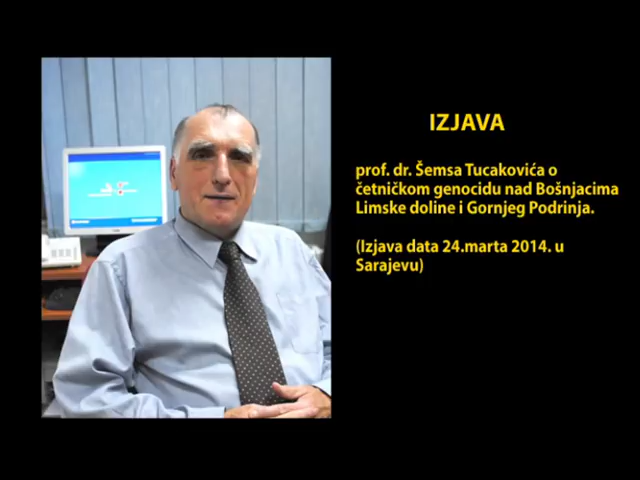 IZJAVA
prof. dr. Šemsa Tucakovića o
četničkom genocidu nad Bošnjacima
Limske doline i Gornjeg Podrinja.
(Izjava data 24.marta 2014. u
Sarajevu)